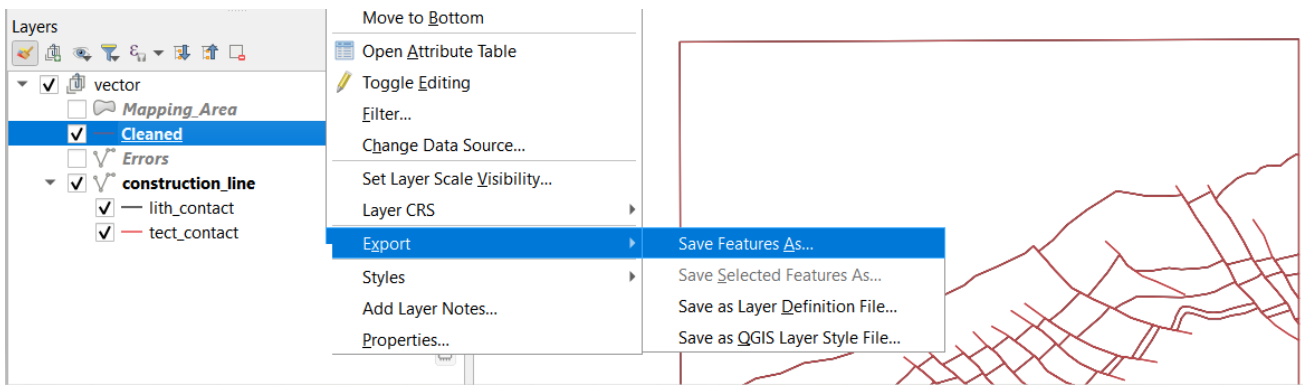 Layers
vector
Mapping_Area
Cleaned
Errors
construction_line
lith_contact
tect_contact
Move to Bottom
Open Attribute Table
Toggle Editing
Filter...
Change Data Source...
Set Layer Scale Visibility...
Layer CRS
Export
Styles
Add Layer Notes...
Properties...
Save Features As...
Save Selected Features As...
Save as Layer Definition File...
Save as QGIS Layer Style File...